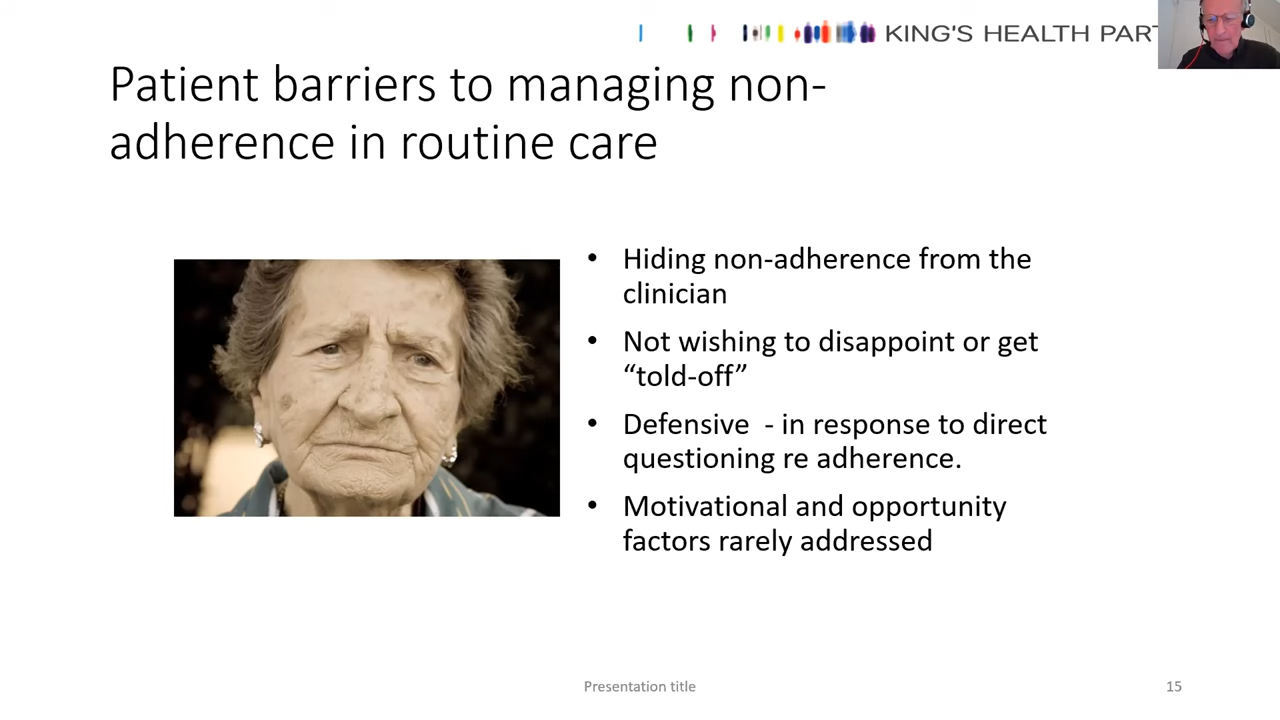 KING'S HEALTH PART
Patient barriers to managing non-
adherence in routine care
• Hiding non-adherence from the
clinician
• Not wishing to disappoint or get
“told-off”
• Defensive  - in response to direct
questioning re adherence.
• Motivational and opportunity
factors rarely addressed
Presentation title
15